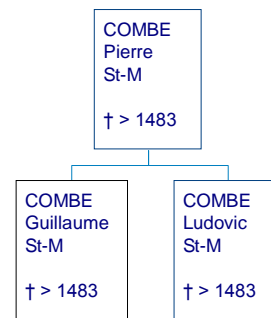 COMBE
Pierre
St-M
† > 1483
COMBE
Guillaume
St-M
† > 1483
COMBE
Ludovic
St-M
† > 1483